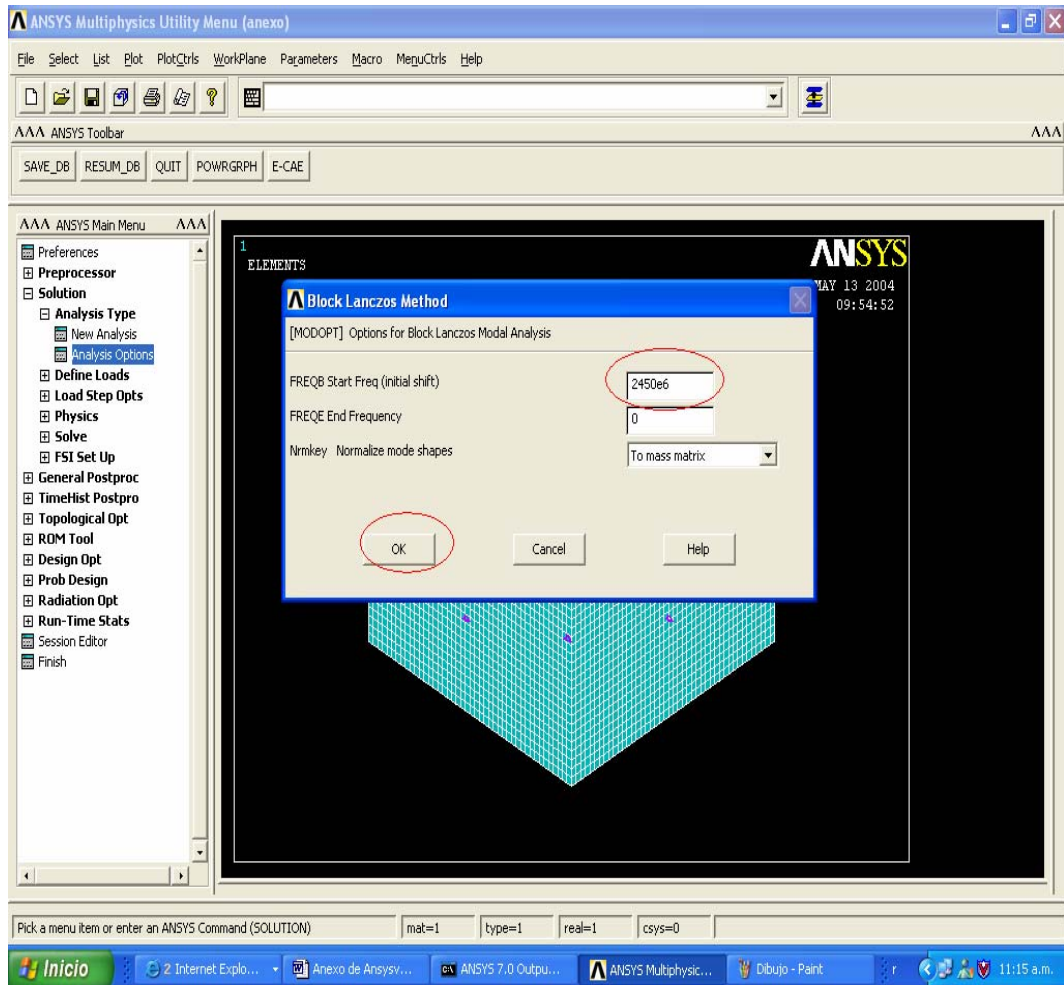 ANSYS Multiphysics Utility Menu (anexo)
File Select List Plot PlotCtrls WorkPlane Parameters Macro MenuCtrls Help
ANSYS Toolbar
SAVE_DB RESUM_DB QUIT POWRGRPH E-CAE
ANSYS Main Menu
Preferences
Preprocessor
Solution
Analysis Type
New Analysis
Analysis Options
Define Loads
Load Step Opts
Physics
Solve
FSI Set Up
General Postproc
TimeHist Postpro
Topological Opt
ROM Tool
Design Opt
Prob Design
Radiation Opt
Run-Time Stats
Session Editor
Finish
1
ELEMENTS
ANSYS
MAY 13 2004
09:54:52
Block Lanczos Method
[MODOPT] Options for Block Lanczos Modal Analysis
FREQB Start Freq (initial shift) 2450e6
FREQE End Frequency 0
Nrmkey Normalize mode shapes To mass matrix
OK Cancel Help
Pick a menu item or enter an ANSYS Command (SOLUTION) mat=1 type=1 real=1 csys=0
Inicio 2 Internet Explo... Anexo de Ansysv... ANSYS 7.0 Outpu... ANSYS Multiphysic... Dibujo - Paint r 11:15 a.m.